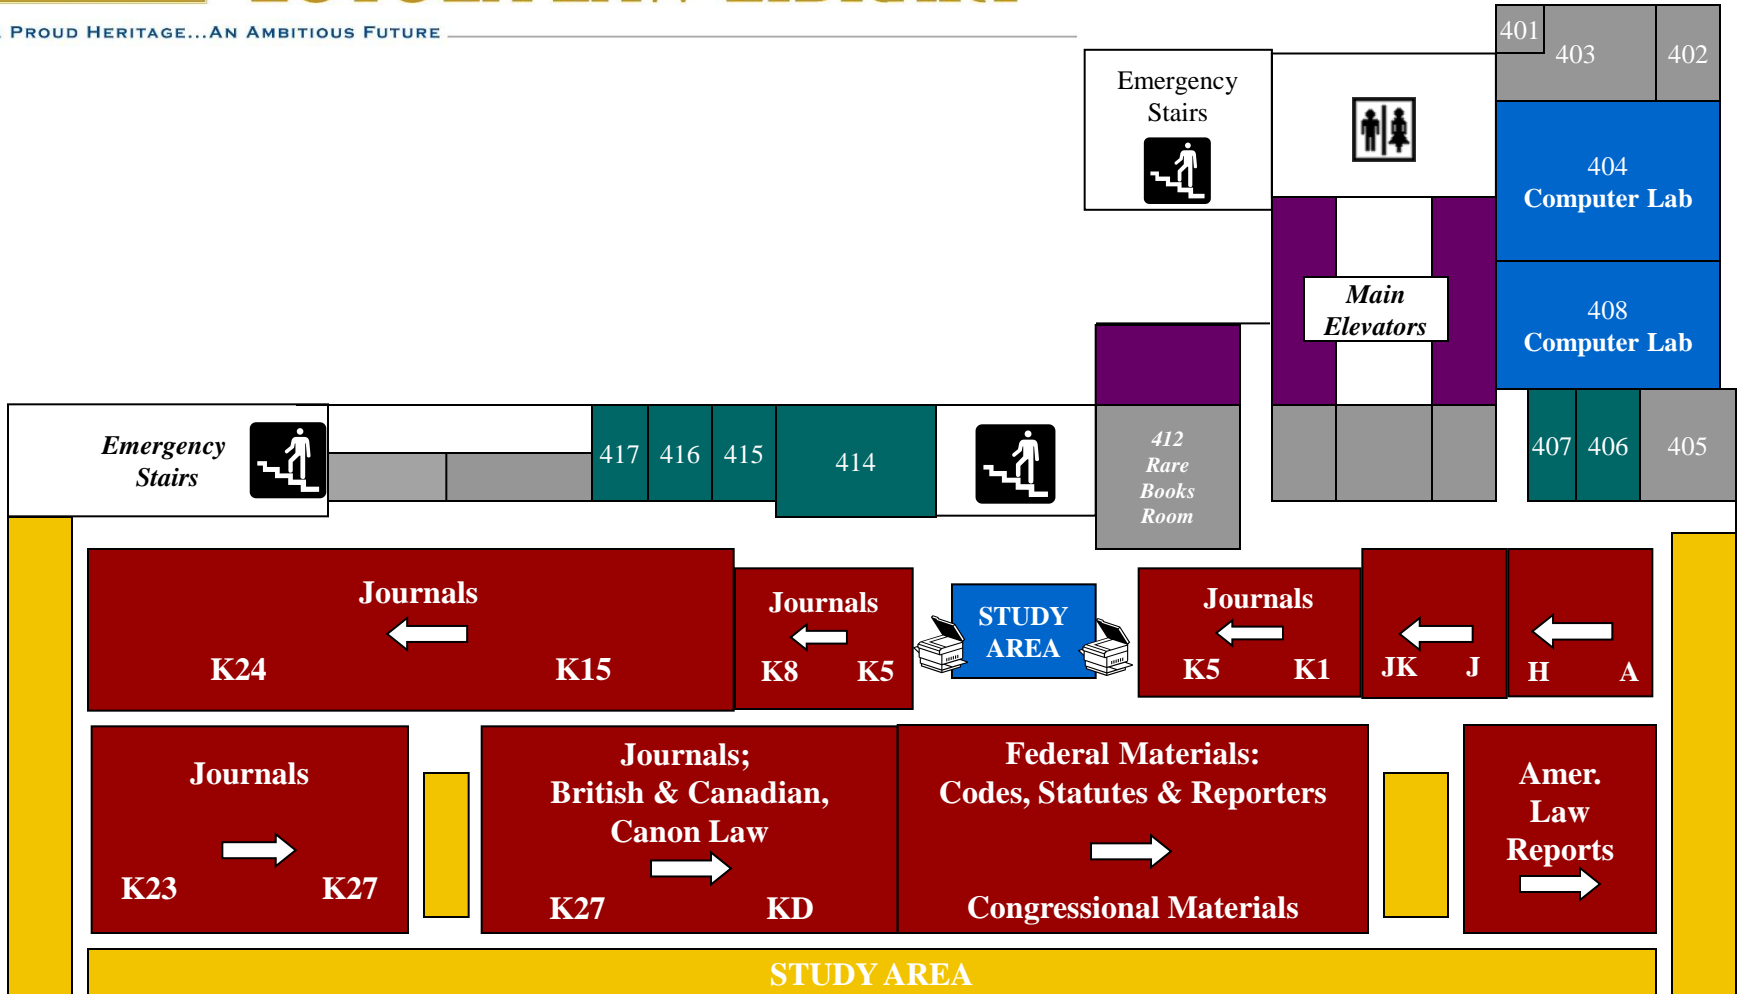 PROUD HERITAGE...AN AMBITIOUS FUTURE
401
403
402
Emergency
Stairs
404
Computer Lab
408
Computer Lab
Main
Elevators
Emergency
Stairs
417
416
415
414
412
Rare
Books
Room
407
406
405
Journals
K24
K15
Journals
K8
K5
STUDY
AREA
Journals
K5
K1
JK
J
H
A
Journals
K23
K27
Journals;
British & Canadian,
Canon Law
K27
KD
Federal Materials:
Codes, Statutes & Reporters
Congressional Materials
Amer.
Law
Reports
STUDY AREA